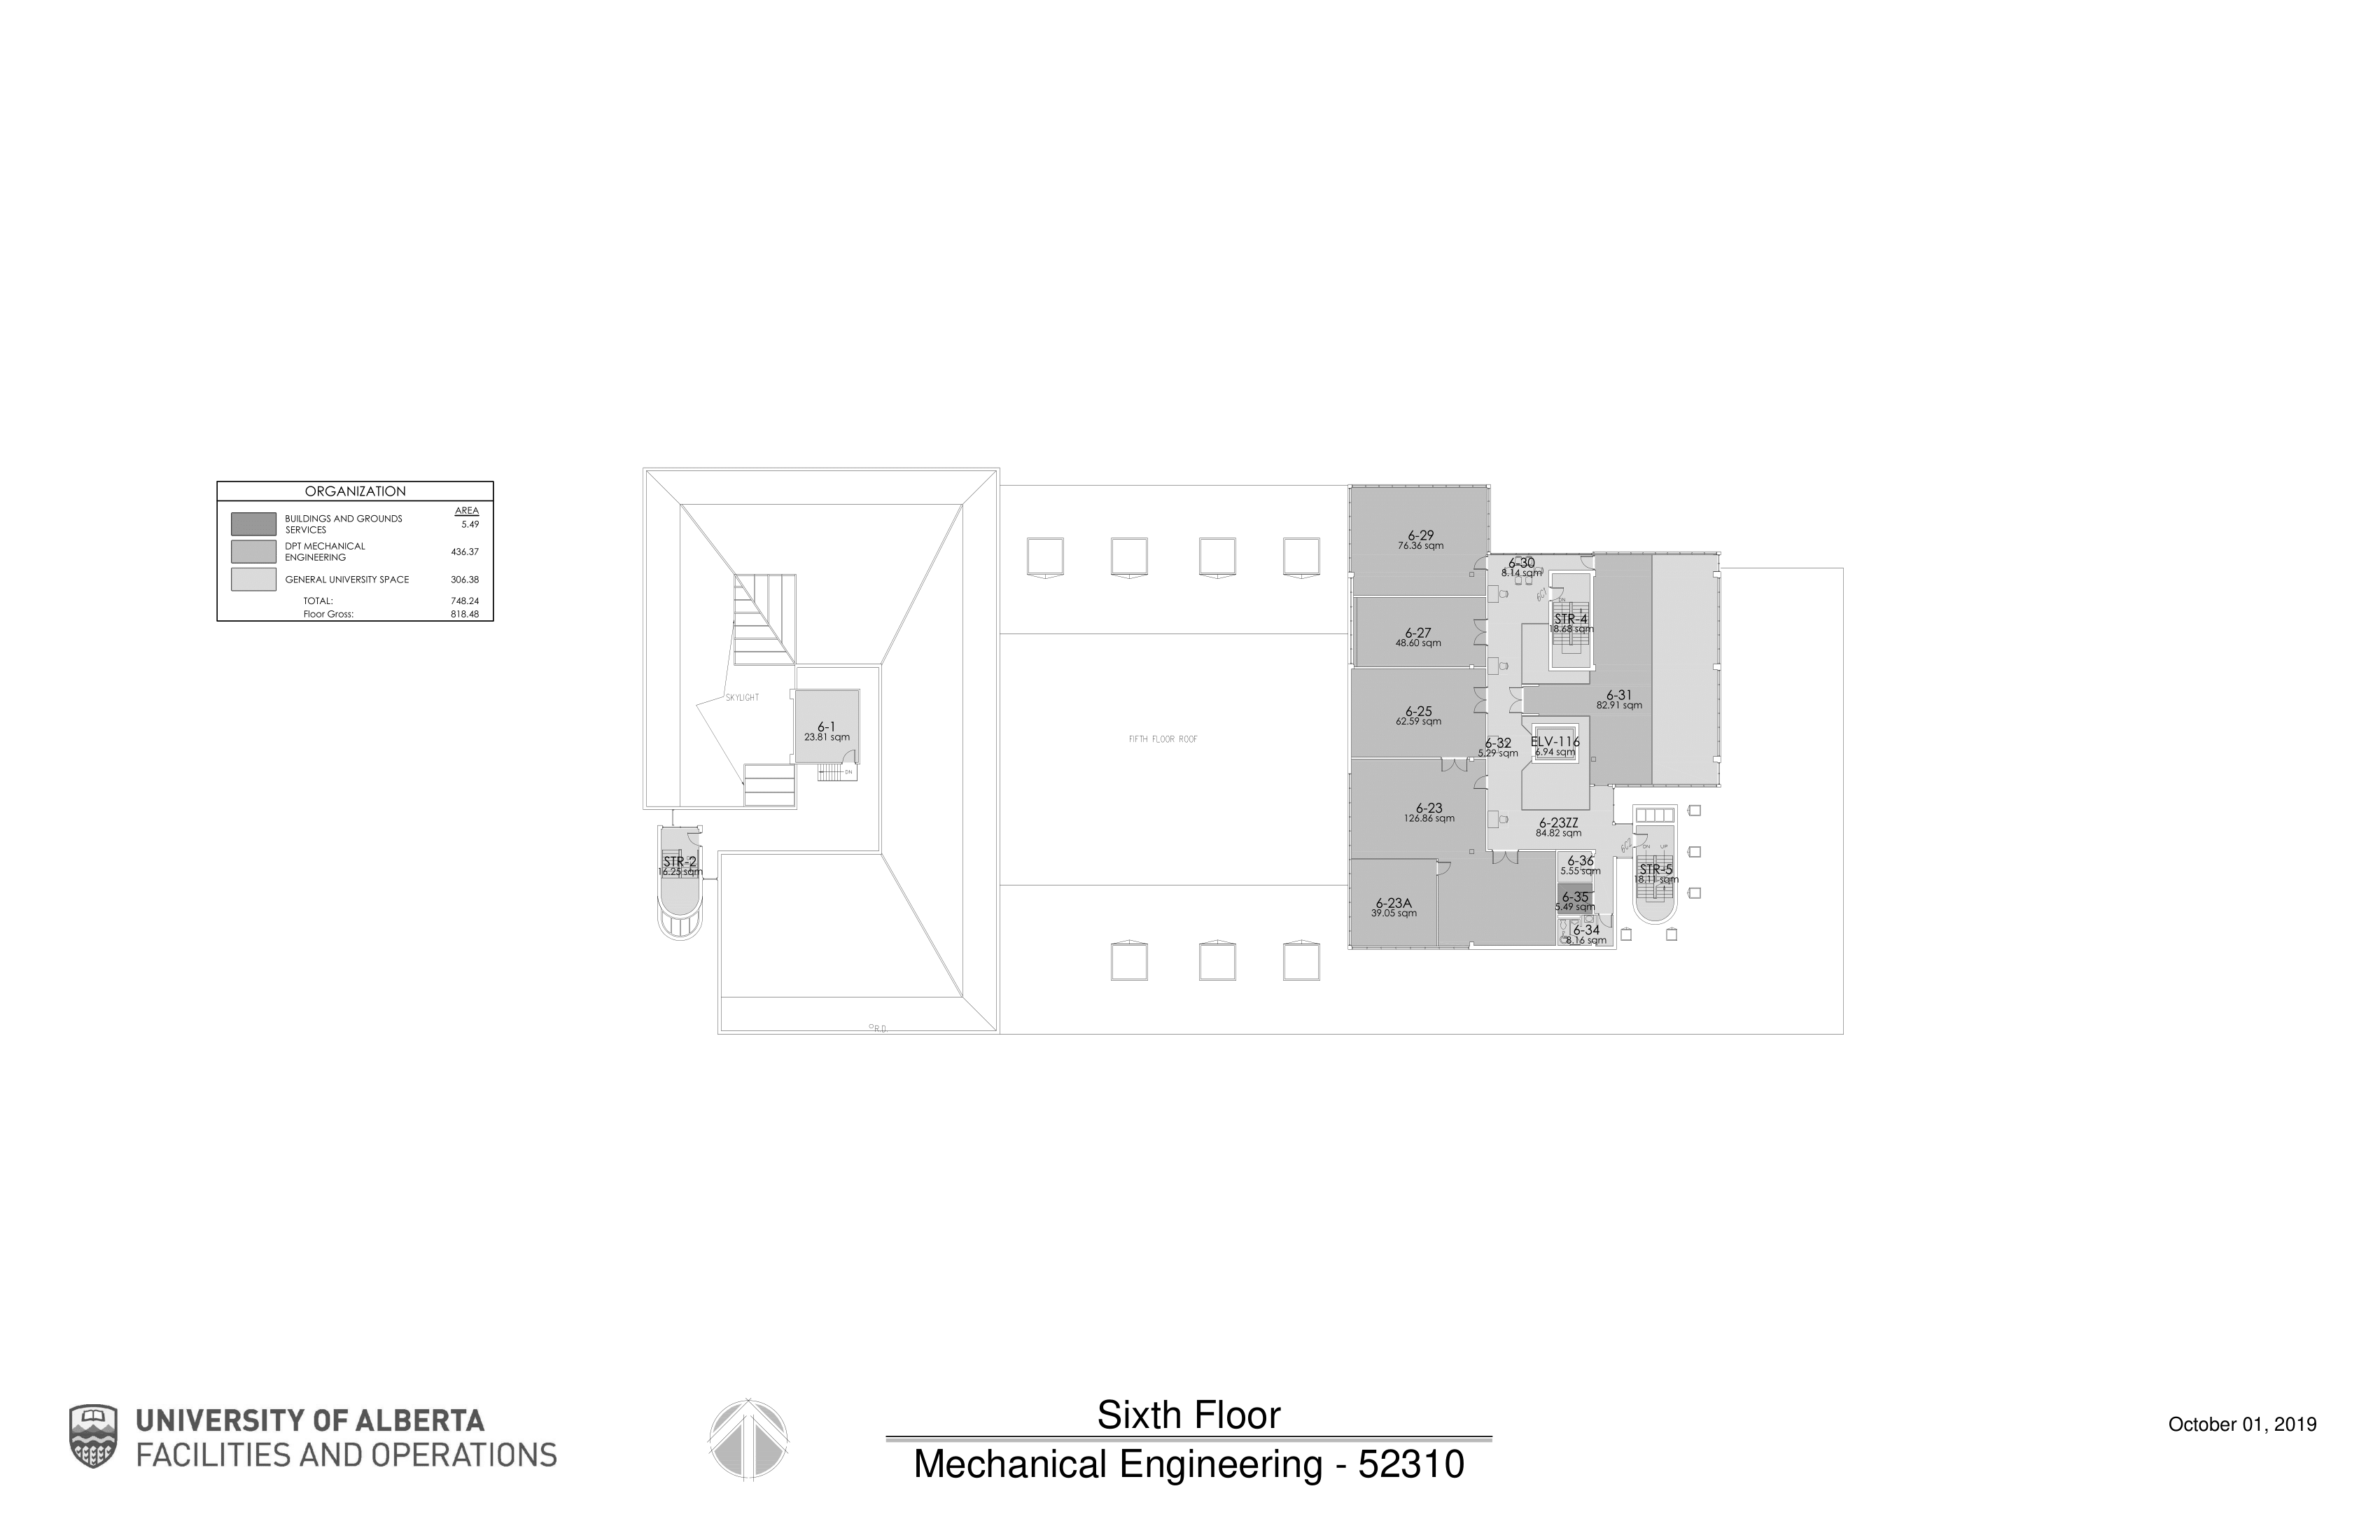 ORGANIZATION
AREA
BUILDINGS AND GROUNDS
SERVICES
5.49
DPT MECHANICAL
ENGINEERING
436.37
GENERAL UNIVERSITY SPACE 306.38
TOTAL: 748.24
Floor Gross: 818.48
6-29
76.36 sqm
6-30
8.14 sqm
DN
STR-4
18.68 sqm
6-27
48.60 sqm
SKYLIGHT
6-31
82.91 sqm
6-25
62.59 sqm
6-1
23.81 sqm
FIFTH FLOOR ROOF
6-32
5.29 sqm
ELV-116
6.94 sqm
DN
6-23
126.86 sqm
6-23ZZ
84.82 sqm
DN UP
STR-2
16.25 sqm
6-36
5.55 sqm
STR-5
18.11 sqm
6-35
5.49 sqm
6-23A
39.05 sqm
6-34
8.16 sqm
R.D.
UNIVERSITY OF ALBERTA
FACILITIES AND OPERATIONS
Sixth Floor
Mechanical Engineering - 52310
October 01, 2019